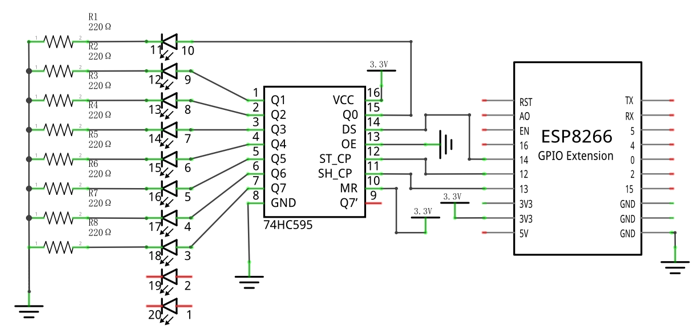 R1
220 Ω
R2
220 Ω
R3
220 Ω
R4
220 Ω
R5
220 Ω
R6
220 Ω
R7
220 Ω
R8
220 Ω
11 10
12 9
13 8
14 7
15 6
16 5
17 4
18 3
19 2
20 1
3.3V
1 16
Q1 VCC
2 15
Q2 Q0
3 14
Q3 DS
4 13
Q4 OE
5 12
Q5 ST_CP
6 11
Q6 SH_CP
7 10
Q7 MR
8 9
GND Q7'
74HC595
3.3V
3.3V
ESP8266
GPIO Extension
RST TX
AO RX
EN 5
16 4
14 0
12 2
13 15
3V3 GND
3V3 GND
5V GND